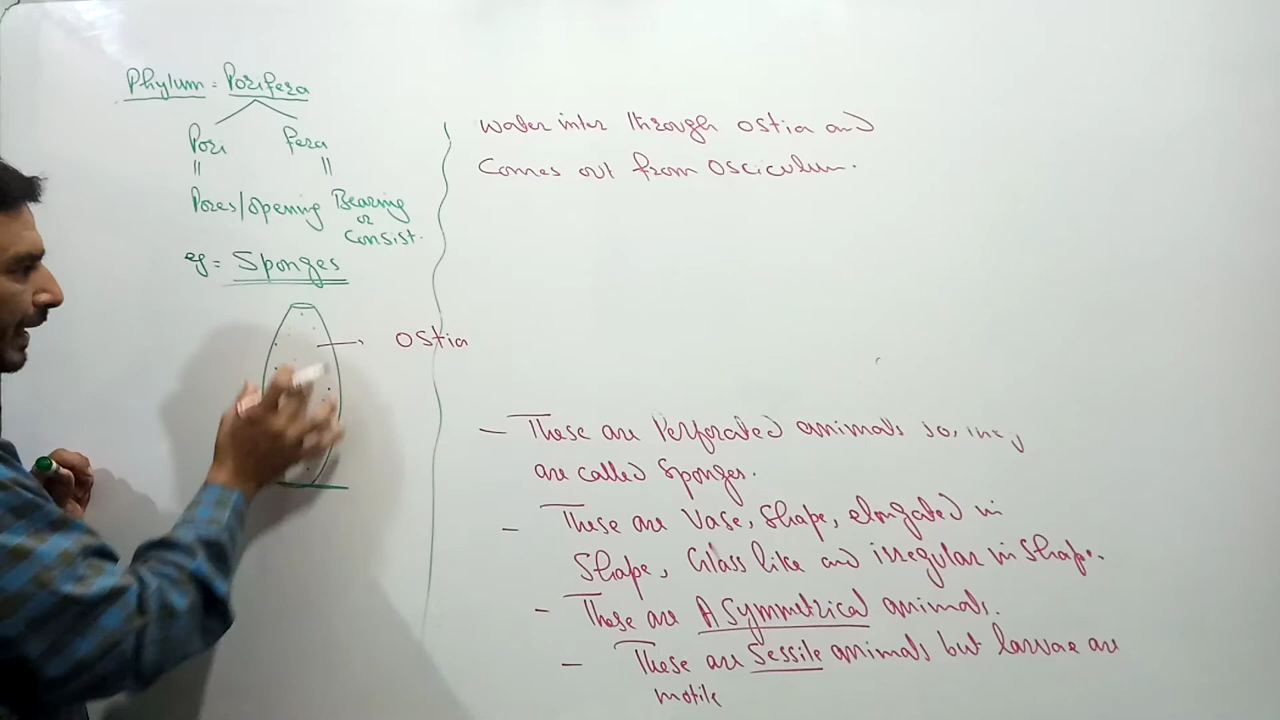 Phylum = Porifera
Pori fera
Pores/opening Bearing
or
Consist.
eg = Sponges
Ostia
Water inter through ostia and
Comes out from Osciculum.
- These are Perforated animals so, they
are called Sponges.
- These are Vase, Shape, elongated in
Shape, Glass like and irregular in Shape.
- These are Asymmetrical animals.
- These are Sessile animals but larvae are
motile